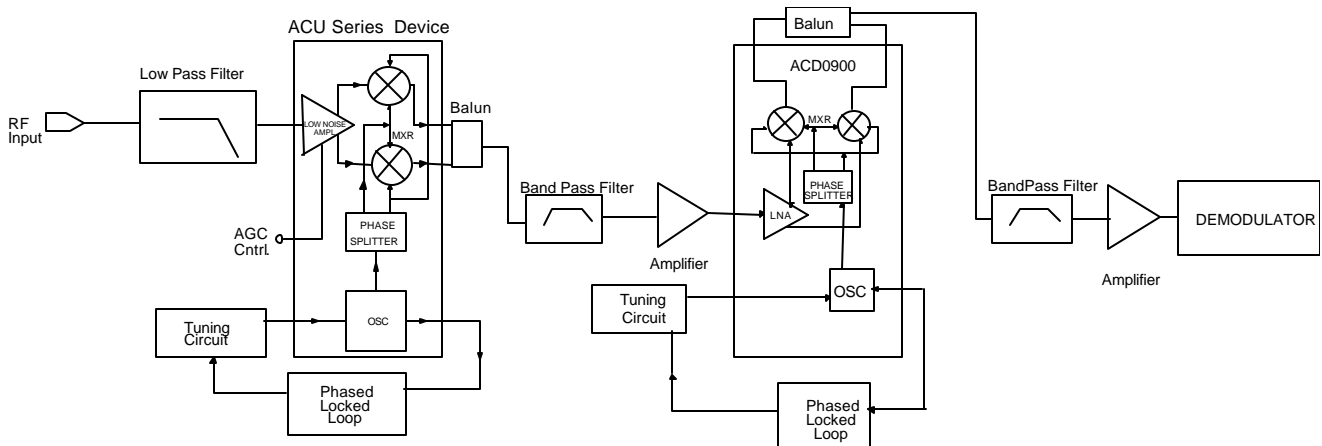 ACU Series Device
Low Pass Filter
RF
Input
LOW NOISE
AMPL
MXR
Balun
AGC
Cntrl.
PHASE
SPLITTER
Tuning
Circuit
OSC
Phased
Locked
Loop
Band Pass Filter
Amplifier
Balun
ACD0900
MXR
PHASE
SPLITTER
LNA
OSC
Tuning
Circuit
Phased
Locked
Loop
BandPass Filter
Amplifier
DEMODULATOR